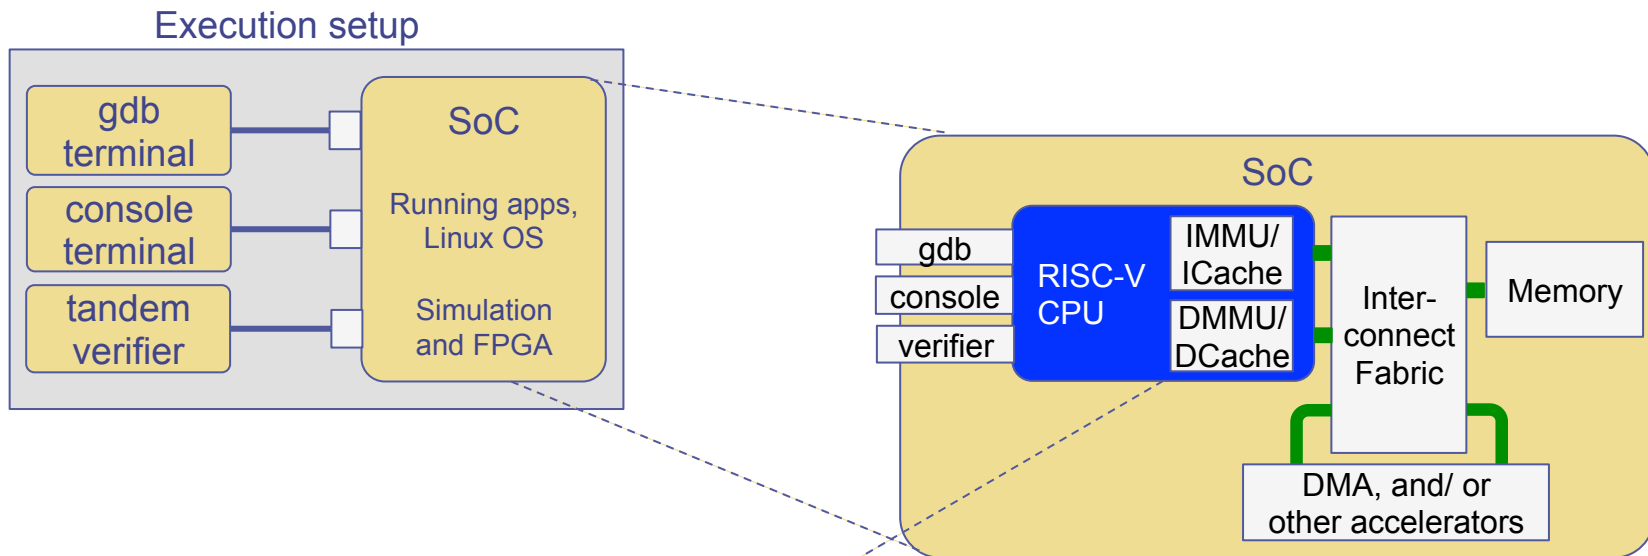 Execution setup
gdb
terminal
console
terminal
tandem
verifier
SoC
Running apps,
Linux OS
Simulation
and FPGA
SoC
gdb
console
verifier
RISC-V
CPU
IMMU/
ICache
DMMU/
DCache
Inter-
connect
Fabric
Memory
DMA, and/ or
other accelerators